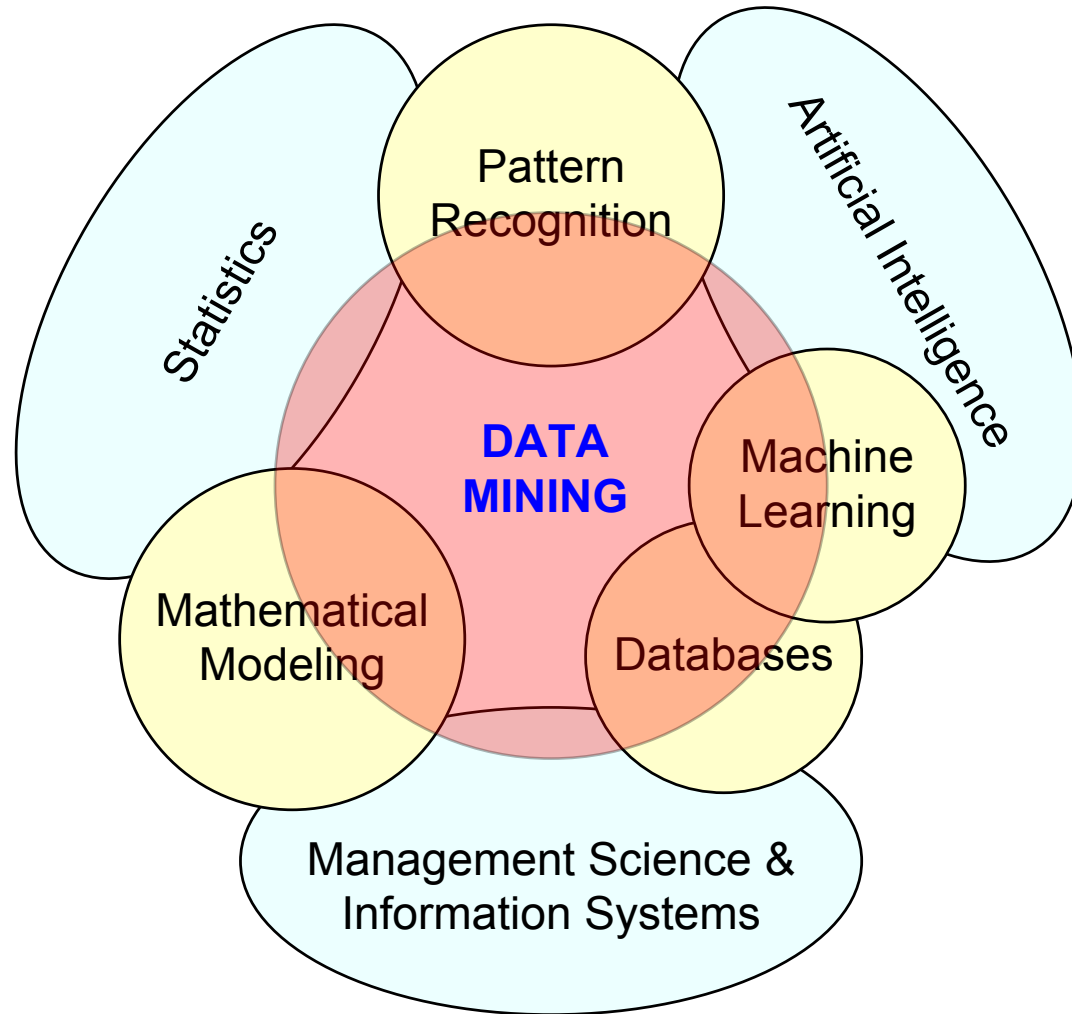 Pattern
Recognition
Artificial Intelligence
Statistics
DATA
MINING
Machine
Learning
Mathematical
Modeling
Databases
Management Science &
Information Systems